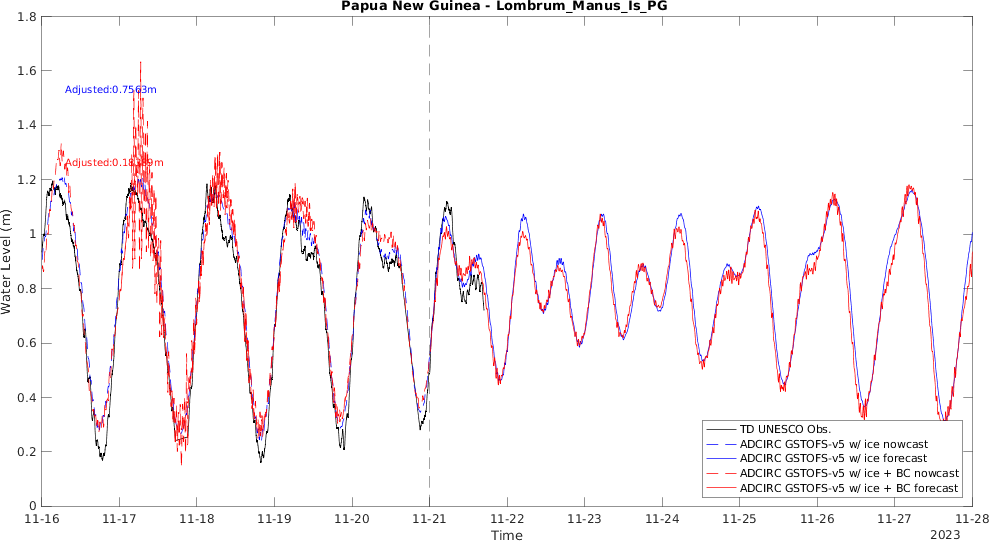 Papua New Guinea - Lombrum_Manus_Is_PG
Water Level (m)
1.8
1.6
1.4
1.2
1
0.8
0.6
0.4
0.2
0
Adjusted:0.7563m
TD UNESCO Obs.
ADCIRC GSTOFS-v5 w/ ice nowcast
ADCIRC GSTOFS-v5 w/ ice forecast
ADCIRC GSTOFS-v5 w/ ice + BC nowcast
ADCIRC GSTOFS-v5 w/ ice + BC forecast
11-16 11-17 11-18 11-19 11-20 11-21 11-22 11-23 11-24 11-25 11-26 11-27 11-28
Time
2023